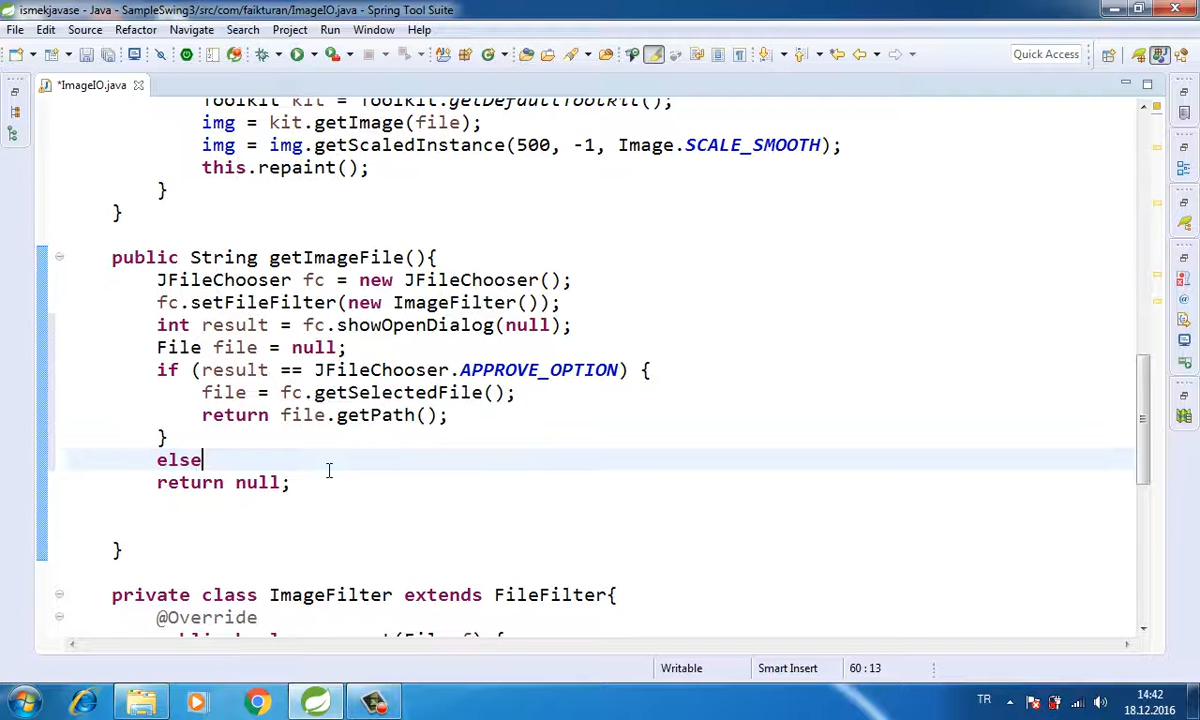 ismekjavase - Java - SampleSwing3/src/com/faikturan/ImageIO.java - Spring Tool Suite
File Edit Source Refactor Navigate Search Project Run Window Help
Quick Access
*ImageIO.java
Toolkit kit = Toolkit.getDefaultToolkit();
img = kit.getImage(file);
img = img.getScaledInstance(500, -1, Image.SCALE_SMOOTH);
this.repaint();
}
}
public String getImageFile(){
JFileChooser fc = new JFileChooser();
fc.setFileFilter(new ImageFilter());
int result = fc.showOpenDialog(null);
File file = null;
if (result == JFileChooser.APPROVE_OPTION) {
file = fc.getSelectedFile();
return file.getPath();
}
else
return null;
}
private class ImageFilter extends FileFilter{
@Override
Writable Smart Insert 60 : 13
TR 14:42
18.12.2016